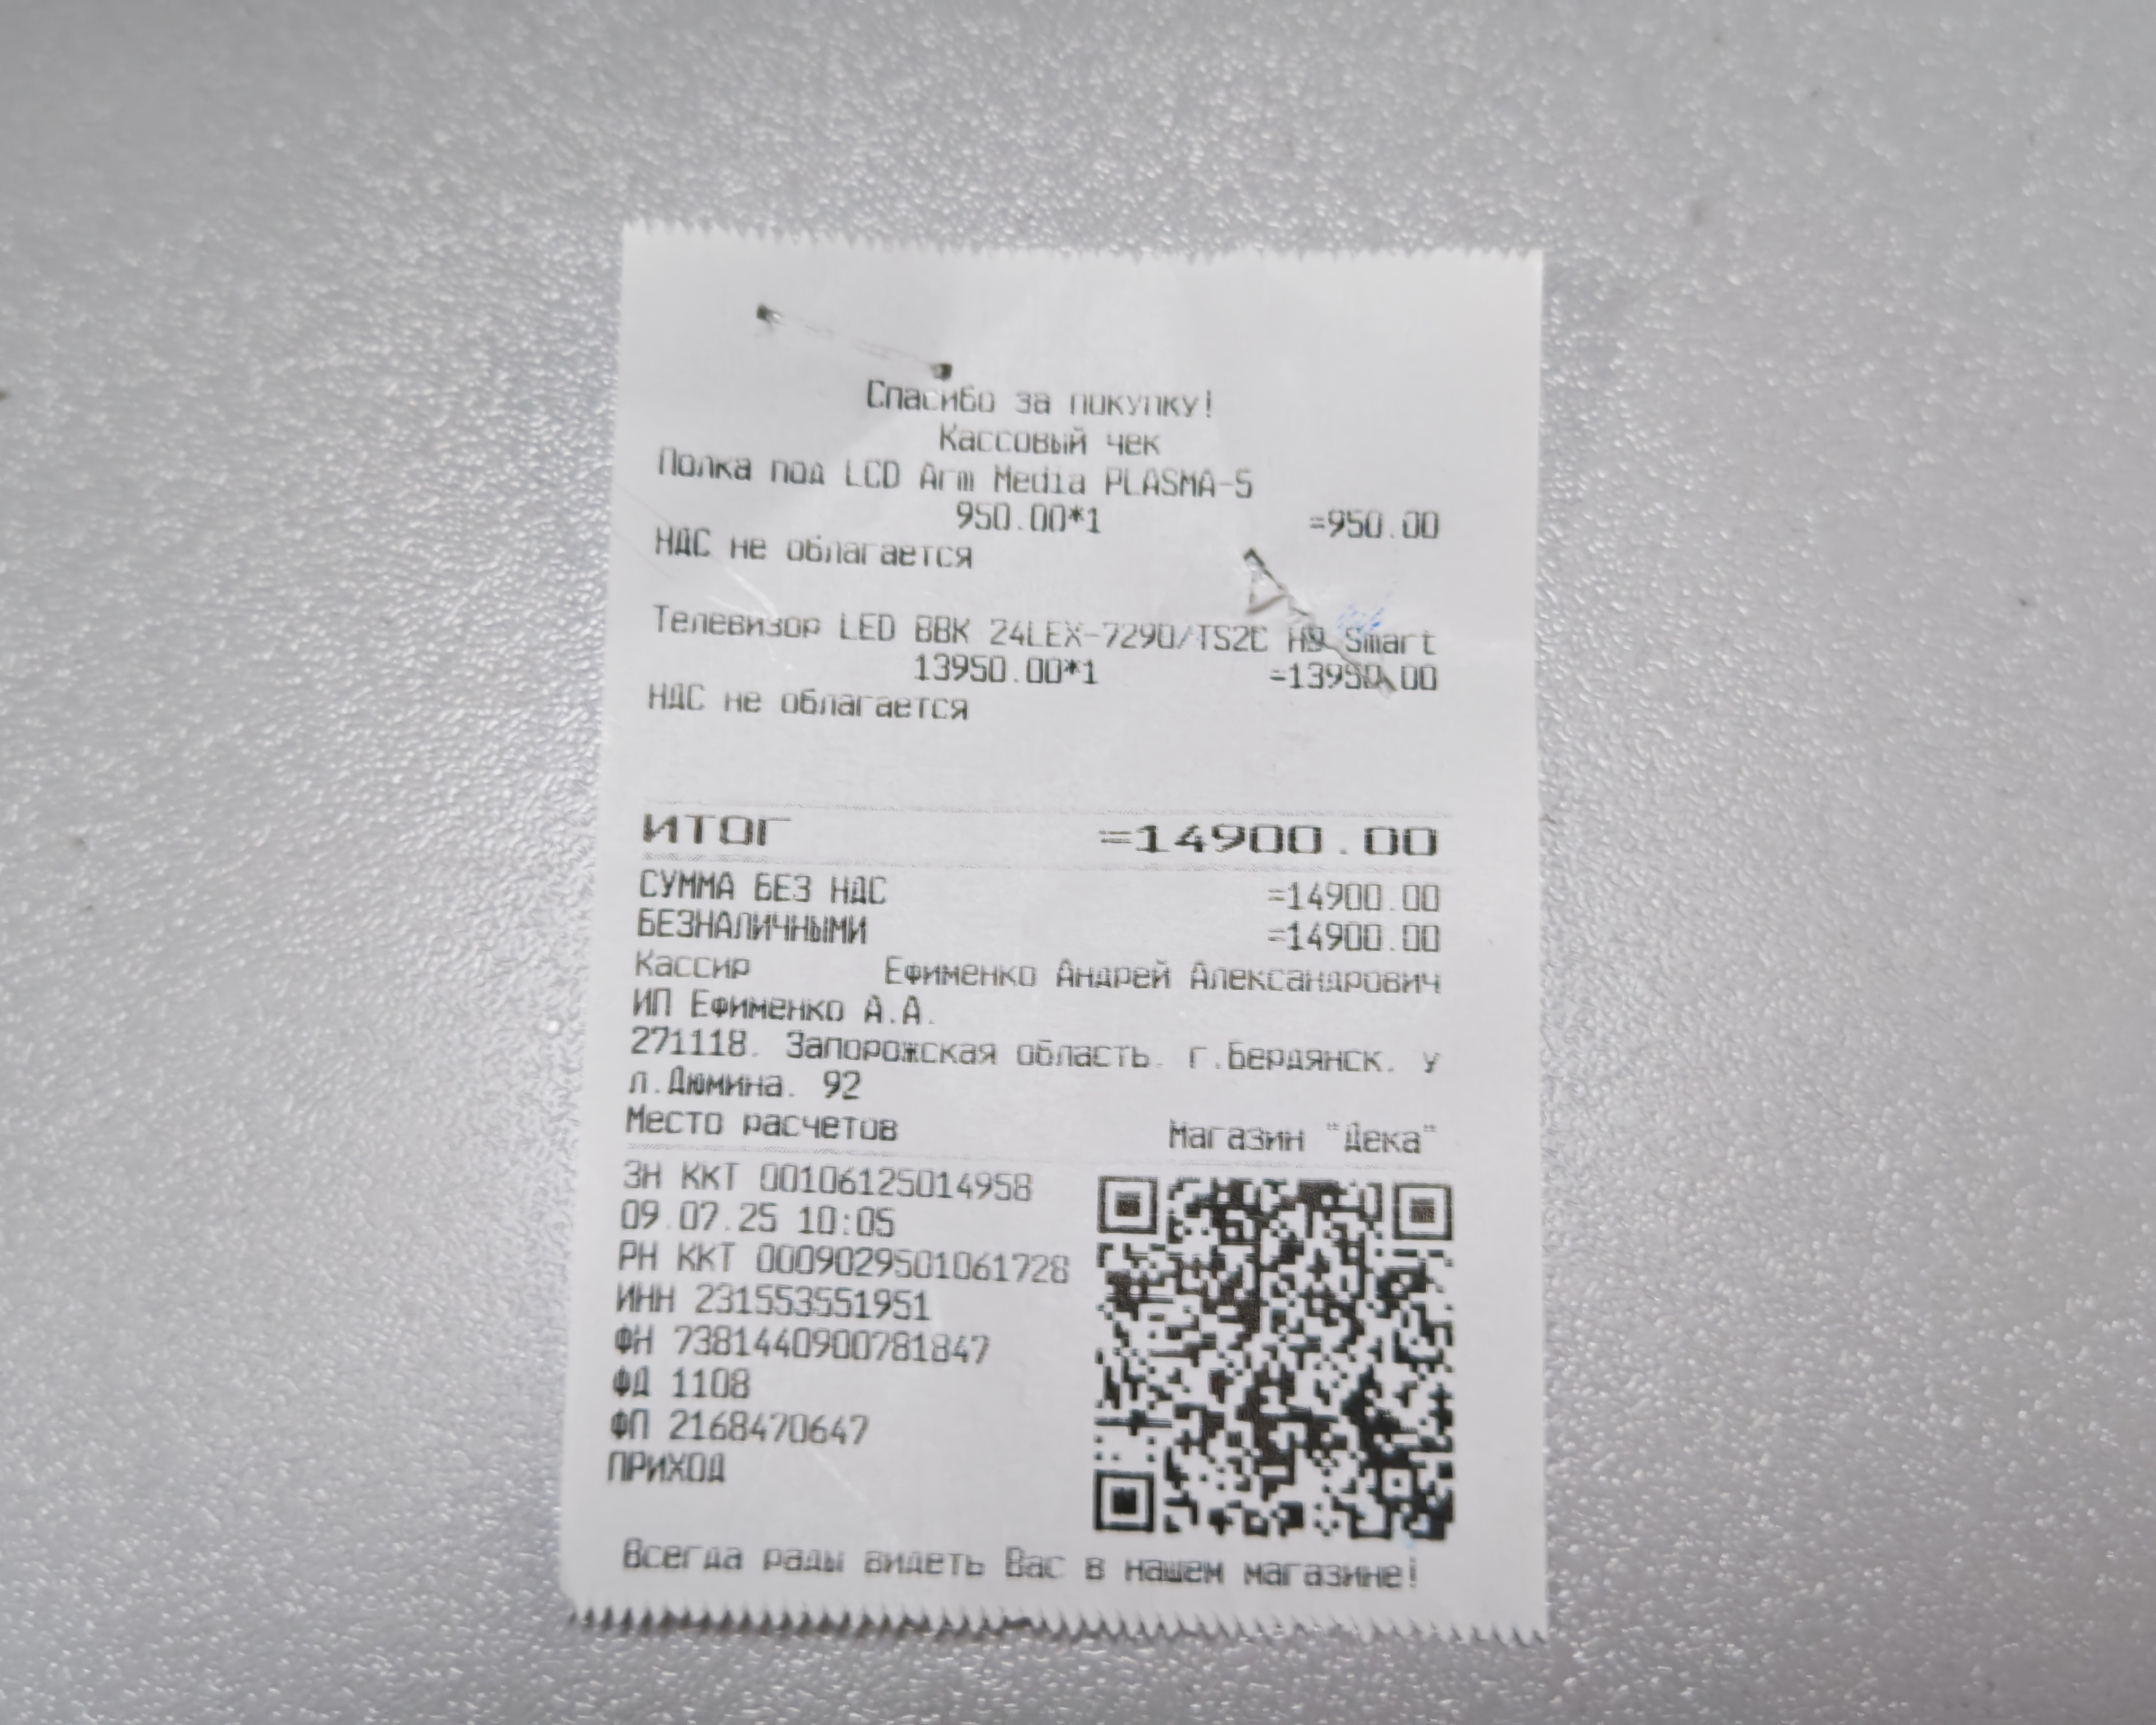 Спасибо за покупку!
Кассовый чек
Полка под LCD Arm Media PLASMA-5
950.00*1 =950.00
НДС не облагается
Телевизор LED BBK 24LEX-7290/TS2C HD Smart
13950.00*1 =13950.00
НДС не облагается
ИТОГ =14900.00
СУММА БЕЗ НДС =14900.00
БЕЗНАЛИЧНЫМИ =14900.00
Кассир Ефименко Андрей Александрович
ИП Ефименко А.А.
271118. Запорожская область. г.Бердянск. у
л.Дюмина. 92
Место расчетов Магазин "Дека"
ЗН ККТ 00106125014958
09.07.25 10:05
РН ККТ 0009029501061728
ИНН 231553551951
ФН 7381440900781847
ФД 1108
ФП 2168470647
ПРИХОД
Всегда рады видеть Вас в нашем магазине!